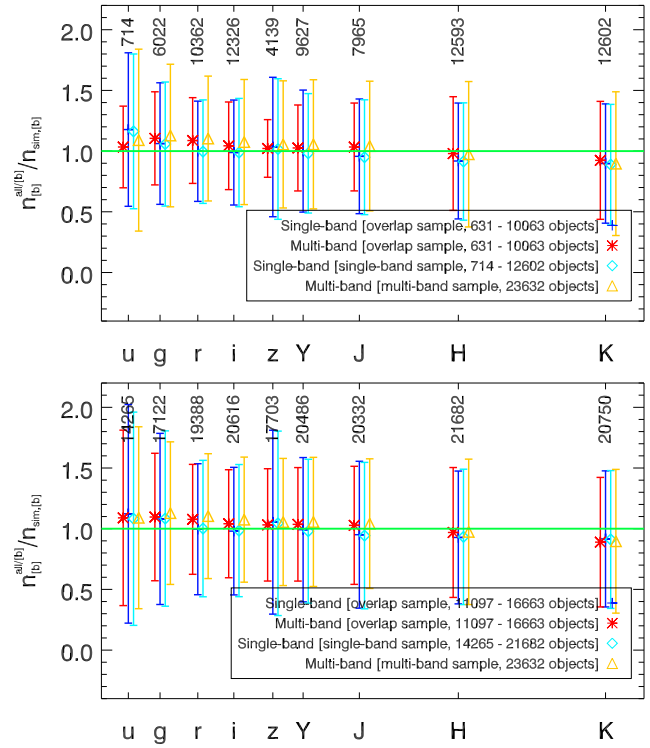 714 6022 10362 12326 4139 9627 7965 12593 12602
2.0
1.5
1.0
0.5
0.0
n[b]^all/[b]/n_sim,[b]
Single-band [overlap sample, 631 - 10063 objects]
Multi-band [overlap sample, 631 - 10063 objects]
Single-band [single-band sample, 714 - 12602 objects]
Multi-band [multi-band sample, 23632 objects]
u g r i z Y J H K
14265 17122 19388 20616 17703 20486 20332 21682 20750
2.0
1.5
1.0
0.5
0.0
n[b]^all/[b]/n_sim,[b]
Single-band [overlap sample, 11097 - 16663 objects]
Multi-band [overlap sample, 11097 - 16663 objects]
Single-band [single-band sample, 14265 - 21682 objects]
Multi-band [multi-band sample, 23632 objects]
u g r i z Y J H K